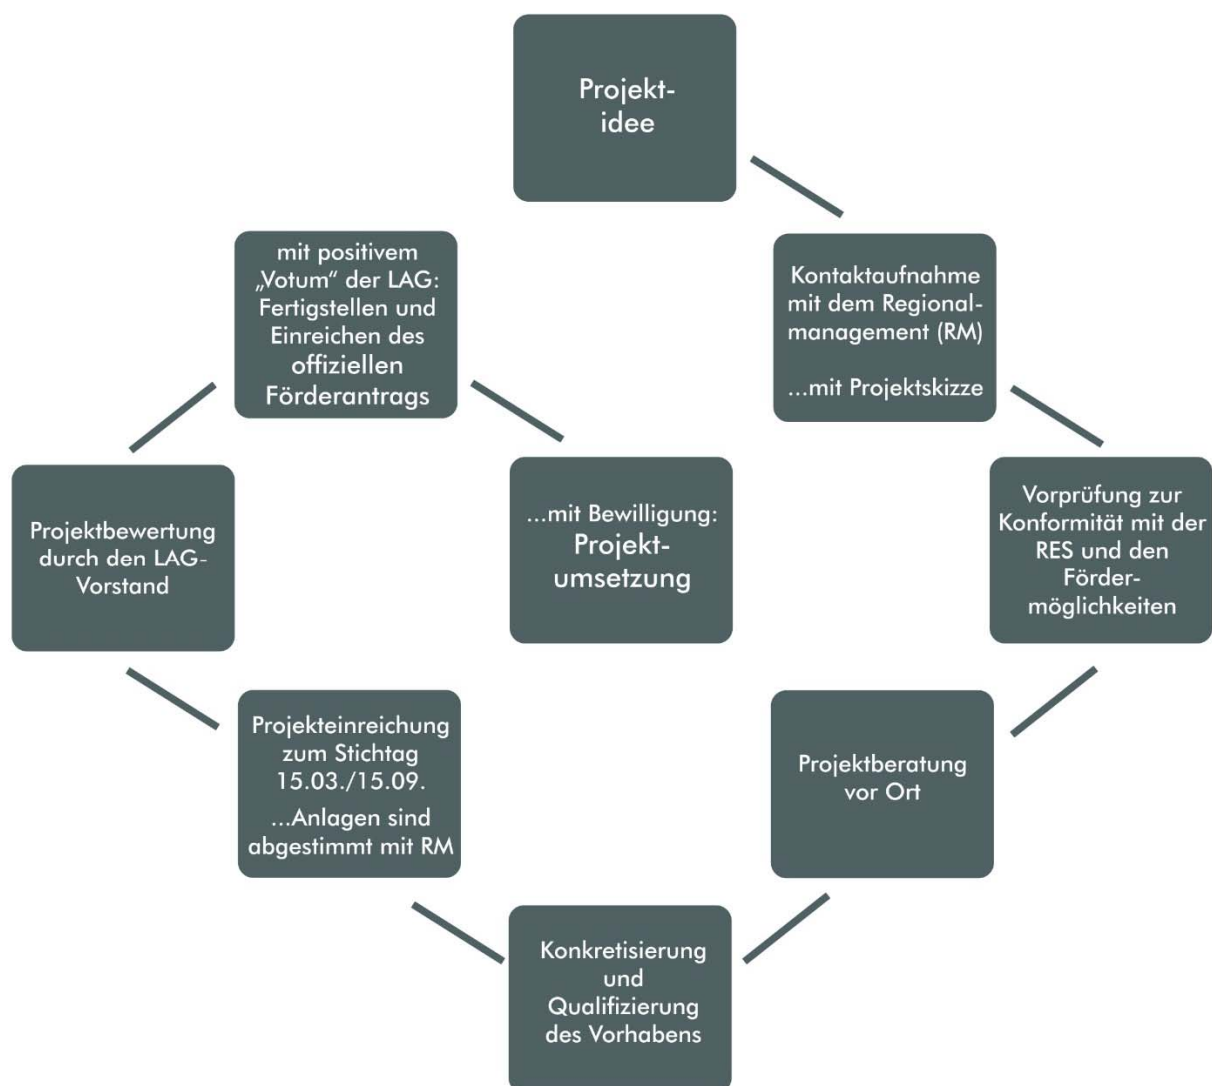 Projekt-
idee
Kontaktaufnahme
mit dem Regional-
management (RM)
...mit Projektskizze
Vorprüfung zur
Konformität mit der
RES und den
Förder-
möglichkeiten
Projektberatung
vor Ort
Konkretisierung
und
Qualifizierung
des Vorhabens
Projekteinreichung
zum Stichtag
15.03./15.09.
...Anlagen sind
abgestimmt mit RM
Projektbewertung
durch den LAG-
Vorstand
mit positivem
„Votum“ der LAG:
Fertigstellen und
Einreichen des
offiziellen
Förderantrags
...mit Bewilligung:
Projekt-
umsetzung